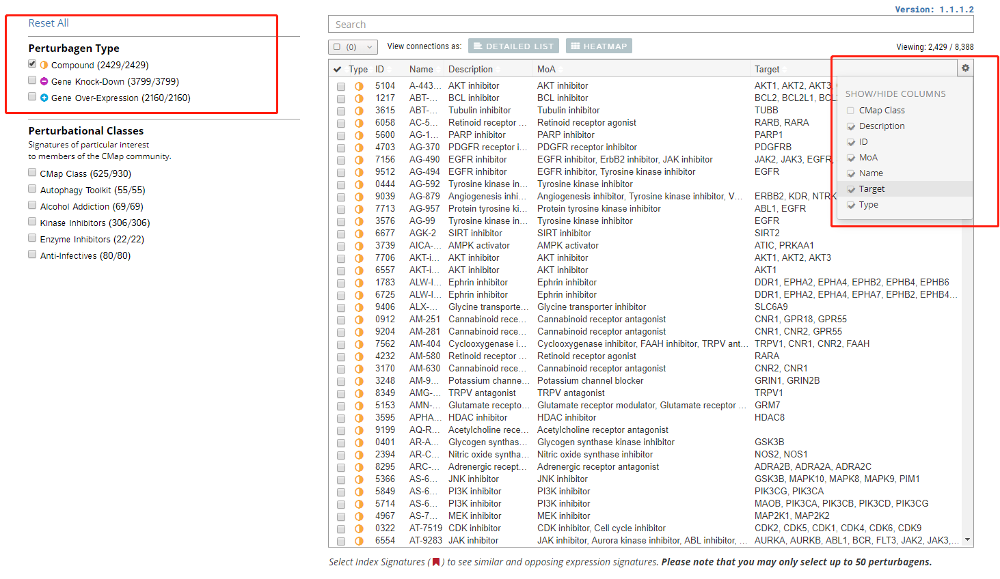 Version: 1.1.1.2
Reset All
Perturbagen Type
Compound (2429/2429)
Gene Knock-Down (3799/3799)
Gene Over-Expression (2160/2160)
Perturbational Classes
Signatures of particular interest
to members of the CMap community.
CMap Class (625/930)
Autophagy Toolkit (55/55)
Alcohol Addiction (69/69)
Kinase Inhibitors (306/306)
Enzyme Inhibitors (22/22)
Anti-Infectives (80/80)
Search
(0) View connections as: DETAILED LIST HEATMAP Viewing: 2,429 / 8,388
Type ID Name Description MoA Target
5104 A-443... AKT inhibitor AKT inhibitor AKT1, AKT2, AKT3,
1217 ABT-... BCL inhibitor BCL inhibitor BCL2, BCL2L1, BCL
3615 ABT-... Tubulin inhibitor Tubulin inhibitor TUBB
6058 AC-5... Retinoid receptor ... Retinoid receptor agonist RARB, RARA
5600 AG-1... PARP inhibitor PARP inhibitor PARP1
4703 AG-370 PDGFR receptor i... PDGFR receptor inhibitor PDGFRB
7156 AG-490 EGFR inhibitor EGFR inhibitor, ErbB2 inhibitor, JAK inhibitor JAK2, JAK3, EGFR,
9512 AG-494 EGFR inhibitor EGFR inhibitor, Tyrosine kinase inhibitor EGFR
0444 AG-592 Tyrosine kinase in... Tyrosine kinase inhibitor
9039 AG-879 Angiogenesis inhi... Angiogenesis inhibitor, Tyrosine kinase inhibitor, V... ERBB2, KDR, NTRK
7713 AG-957 Protein tyrosine ki... Protein tyrosine kinase inhibitor ABL1, EGFR
3576 AG-99 Tyrosine kinase in... Tyrosine kinase inhibitor EGFR
6677 AGK-2 SIRT inhibitor SIRT inhibitor SIRT2
3739 AICA-... AMPK activator AMPK activator ATIC, PRKAA1
7706 AKT-i... AKT inhibitor AKT inhibitor AKT1, AKT2, AKT3
6557 AKT-i... AKT inhibitor AKT inhibitor AKT1
1783 ALW-I... Ephrin inhibitor Ephrin inhibitor DDR1, EPHA2, EPHA4, EPHB2, EPHB4, EPHB6
6725 ALW-I... Ephrin inhibitor Ephrin inhibitor DDR1, EPHA2, EPHA4, EPHA7, EPHB2, EPHB4...
9406 ALX-... Glycine transporte... Glycine transporter inhibitor SLC6A9
0912 AM-251 Cannabinoid rece... Cannabinoid receptor antagonist CNR1, GPR18, GPR55
9204 AM-281 Cannabinoid rece... Cannabinoid receptor antagonist CNR1, CNR2, GPR55
7562 AM-404 Cyclooxygenase i... Cyclooxygenase inhibitor, FAAH inhibitor, TRPV ant... TRPV1, CNR1, CNR2, FAAH
4232 AM-580 Retinoid receptor ... Retinoid receptor agonist RARA
3170 AM-630 Cannabinoid rece... Cannabinoid receptor antagonist CNR2, CNR1
3248 AM-9... Potassium channe... Potassium channel blocker GRIN1, GRIN2B
8349 AMG-... TRPV antagonist TRPV antagonist TRPV1
5153 AMN-... Glutamate recepto... Glutamate receptor modulator, Glutamate receptor ... GRM7
3595 APHA... HDAC inhibitor HDAC inhibitor HDAC8
9199 AQ-R... Acetylcholine rece... Acetylcholine receptor antagonist
0401 AR-A... Glycogen synthas... Glycogen synthase kinase inhibitor GSK3B
2394 AR-C... Nitric oxide syntha... Nitric oxide synthase inhibitor NOS2, NOS1
8295 ARC-... Adrenergic recept... Adrenergic receptor antagonist ADRA2B, ADRA2A, ADRA2C
5366 AS-6... JNK inhibitor JNK inhibitor GSK3B, MAPK10, MAPK8, MAPK9, PIM1
5849 AS-6... PI3K inhibitor PI3K inhibitor PIK3CG, PIK3CA
5714 AS-6... PI3K inhibitor PI3K inhibitor MAOB, PIK3CA, PIK3CB, PIK3CD, PIK3CG
4967 AS-7... MEK inhibitor MEK inhibitor MAP2K1, MAP2K2
0322 AT-7519 CDK inhibitor CDK inhibitor, Cell cycle inhibitor CDK2, CDK5, CDK1, CDK4, CDK6, CDK9
6554 AT-9283 JAK inhibitor JAK inhibitor, Aurora kinase inhibitor, ABL inhibitor, ... AURKA, AURKB, ABL1, BCR, FLT3, JAK2, JAK3,...
SHOW/HIDE COLUMNS
CMap Class
Description
ID
MoA
Name
Target
Type
Select Index Signatures ( ) to see similar and opposing expression signatures. Please note that you may only select up to 50 perturbagens.